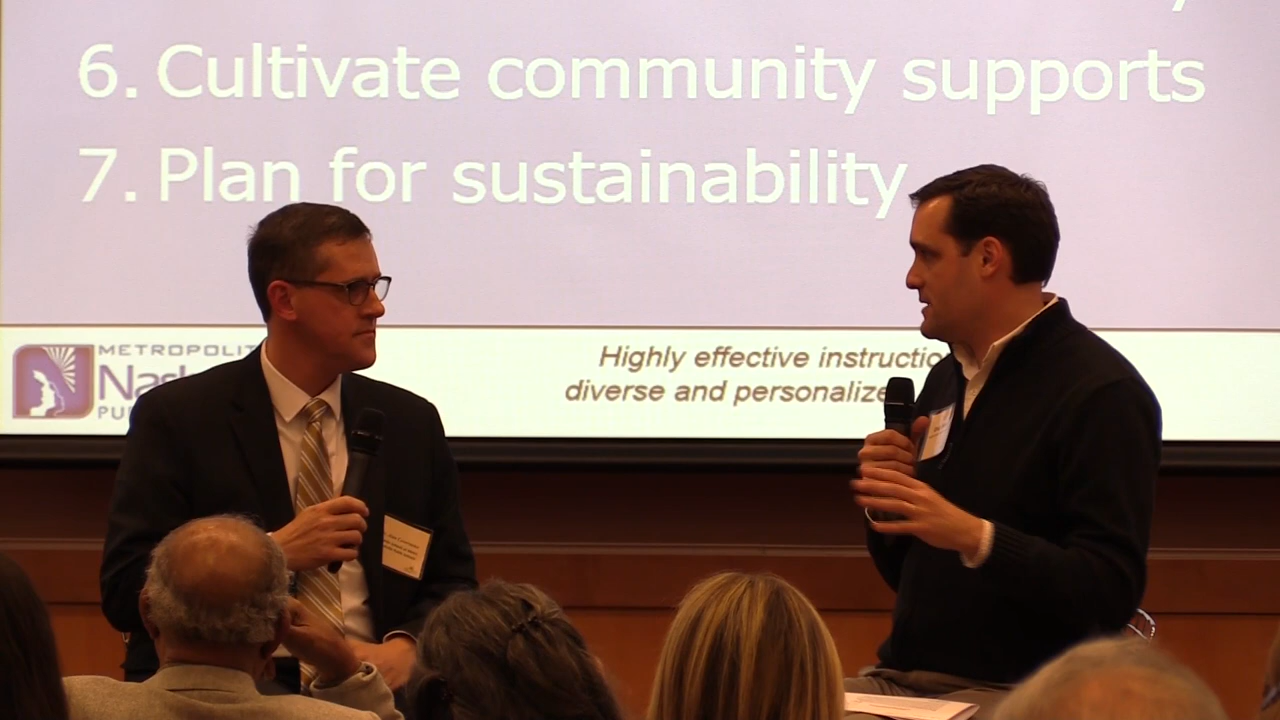 6. Cultivate community supports
7. Plan for sustainability
METROPOLIT
Nas
PU
Highly effective instructio
diverse and personalize